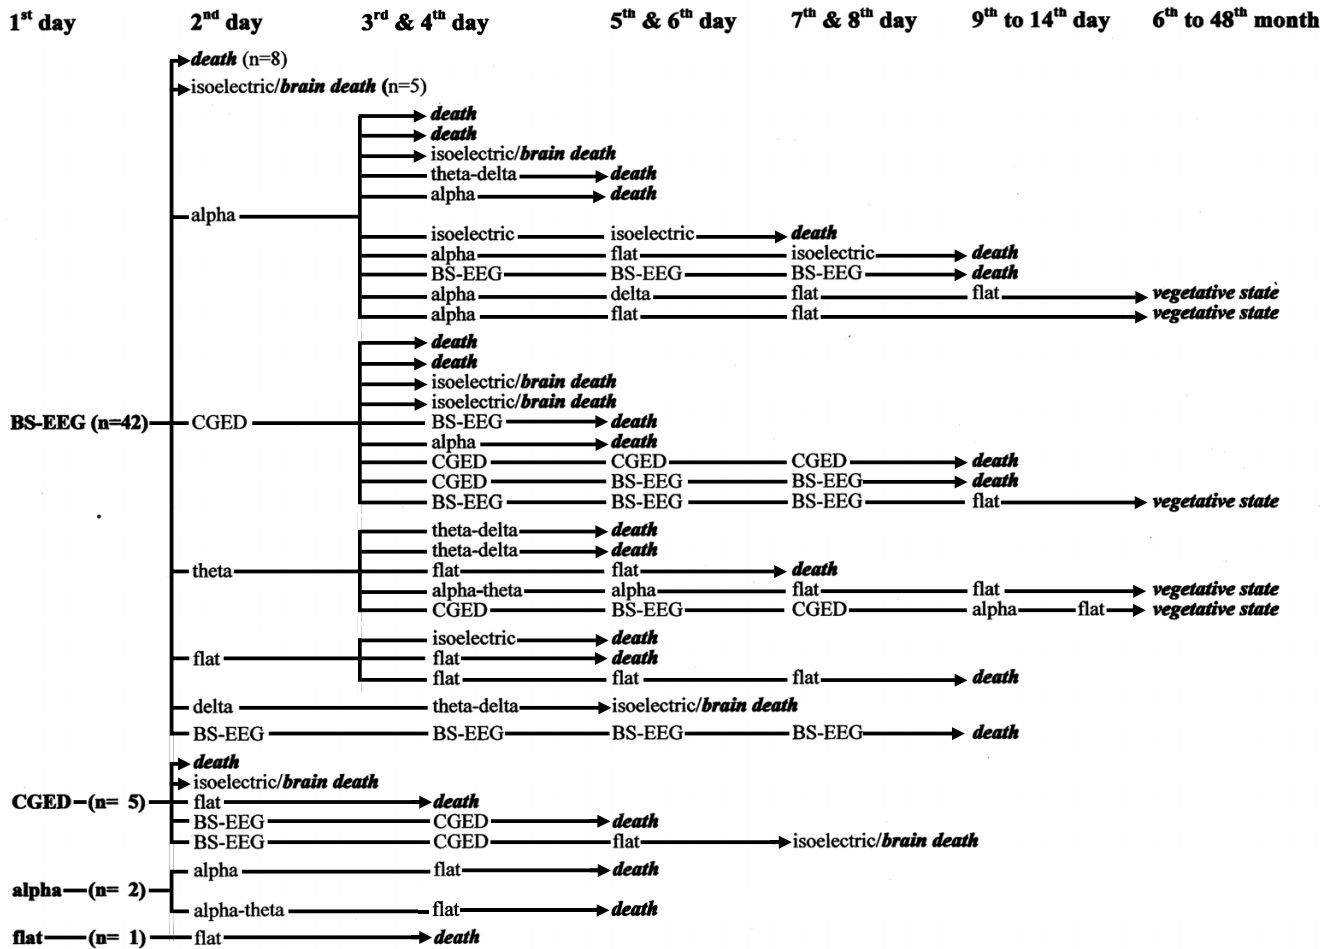 1st day 2nd day 3rd & 4th day 5th & 6th day 7th & 8th day 9th to 14th day 6th to 48th month
death (n=8)
isoelectric/brain death (n=5)
death
death
isoelectric/brain death
theta-delta death
alpha death
alpha
isoelectric isoelectric death
alpha flat isoelectric death
BS-EEG BS-EEG BS-EEG death
alpha delta flat flat vegetative state
alpha flat flat vegetative state
death
death
isoelectric/brain death
isoelectric/brain death
BS-EEG (n=42) CGED BS-EEG death
alpha death
CGED CGED CGED death
CGED BS-EEG BS-EEG death
BS-EEG BS-EEG BS-EEG flat vegetative state
theta-delta death
theta-delta death
theta flat flat death
alpha-theta alpha flat flat vegetative state
CGED BS-EEG CGED alpha flat vegetative state
isoelectric death
flat flat death
flat flat flat death
delta theta-delta isoelectric/brain death
BS-EEG BS-EEG BS-EEG BS-EEG death
death
isoelectric/brain death
CGED (n= 5) flat death
BS-EEG CGED death
BS-EEG CGED flat isoelectric/brain death
alpha flat death
alpha (n= 2)
alpha-theta flat death
flat (n= 1) flat death